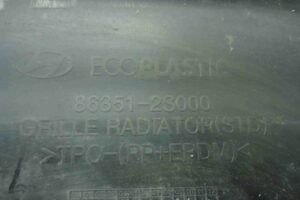 ECOPLASTIC
86351-2S000
GRILLE RADIATOR(STD)
>TPO-(PP+EPDM)<